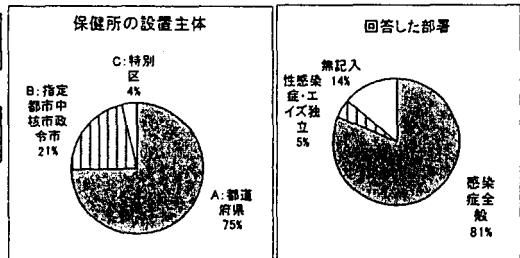 保健所の設置主体
C:特別
区
4%
B:指定
都市中
核市政
令市
21%
A:都道
府県
75%
回答した部署
無記入
14%
性感染
症・エ
イズ独
立
5%
感染
症全
般
81%